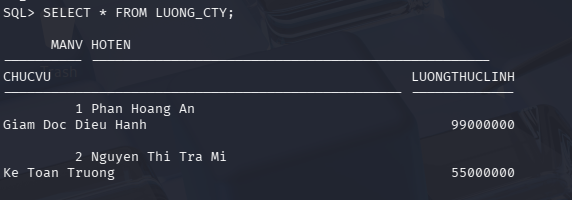 SQL> SELECT * FROM LUONG_CTY;
MANV HOTEN
CHUCVU LUONGTHUCLINH
1 Phan Hoang An
Giam Doc Dieu Hanh 99000000
2 Nguyen Thi Tra Mi
Ke Toan Truong 55000000